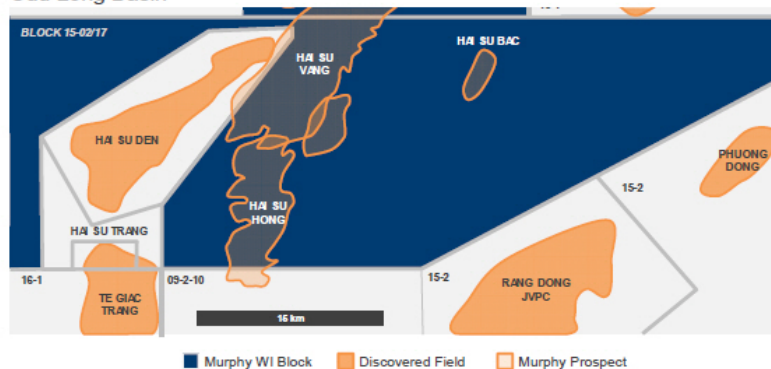 BLOCK 15-02/17
HAI SU
VANG
HAI SU BAC
HAI SU DEN
PHUONG
DONG
15-2
HAI SU
HONG
HAI SU TRANG
16-1
09-2-10
15-2
TE GIAC
TRANG
RANG DONG
JVPC
15 km
Murphy WI Block
Discovered Field
Murphy Prospect